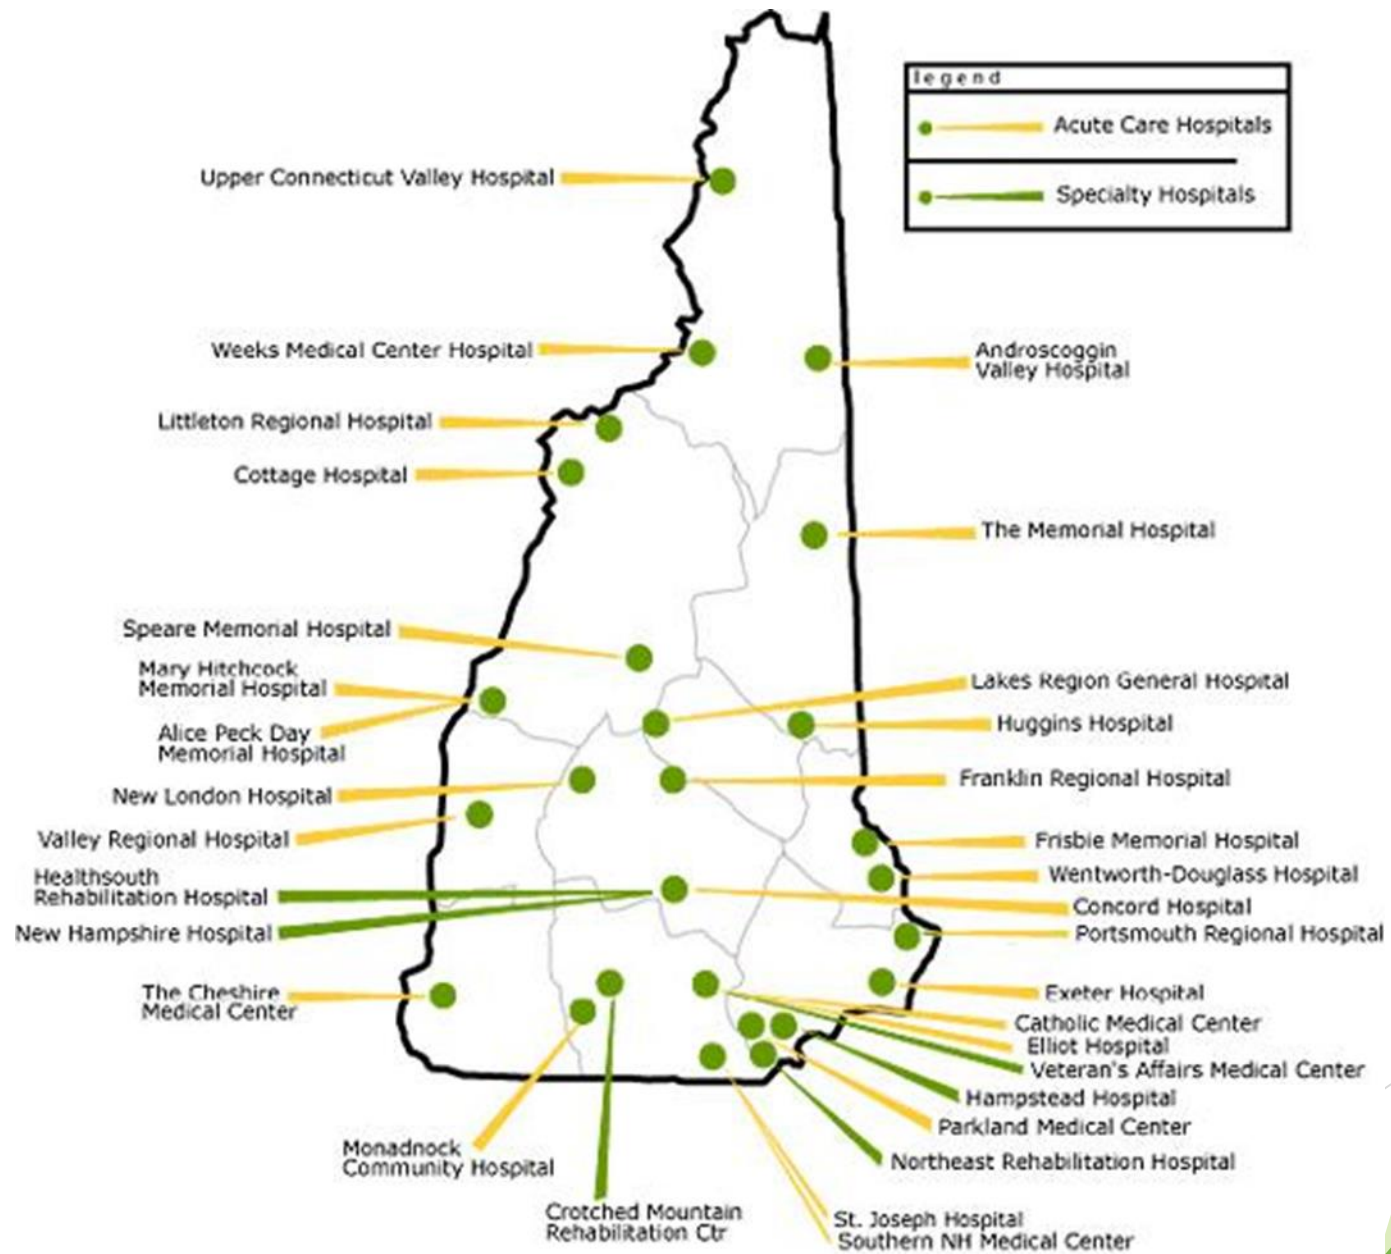 legend
Acute Care Hospitals
Specialty Hospitals
Upper Connecticut Valley Hospital
Weeks Medical Center Hospital
Androscoggin
Valley Hospital
Littleton Regional Hospital
Cottage Hospital
The Memorial Hospital
Speare Memorial Hospital
Mary Hitchcock
Memorial Hospital
Lakes Region General Hospital
Alice Peck Day
Memorial Hospital
Huggins Hospital
New London Hospital
Franklin Regional Hospital
Valley Regional Hospital
Frisbie Memorial Hospital
Healthsouth
Rehabilitation Hospital
Wentworth-Douglass Hospital
Concord Hospital
New Hampshire Hospital
Portsmouth Regional Hospital
The Cheshire
Medical Center
Exeter Hospital
Catholic Medical Center
Elliot Hospital
Veteran's Affairs Medical Center
Hampstead Hospital
Parkland Medical Center
Monadnock
Community Hospital
Northeast Rehabilitation Hospital
Crotched Mountain
Rehabilitation Ctr
St. Joseph Hospital
Southern NH Medical Center